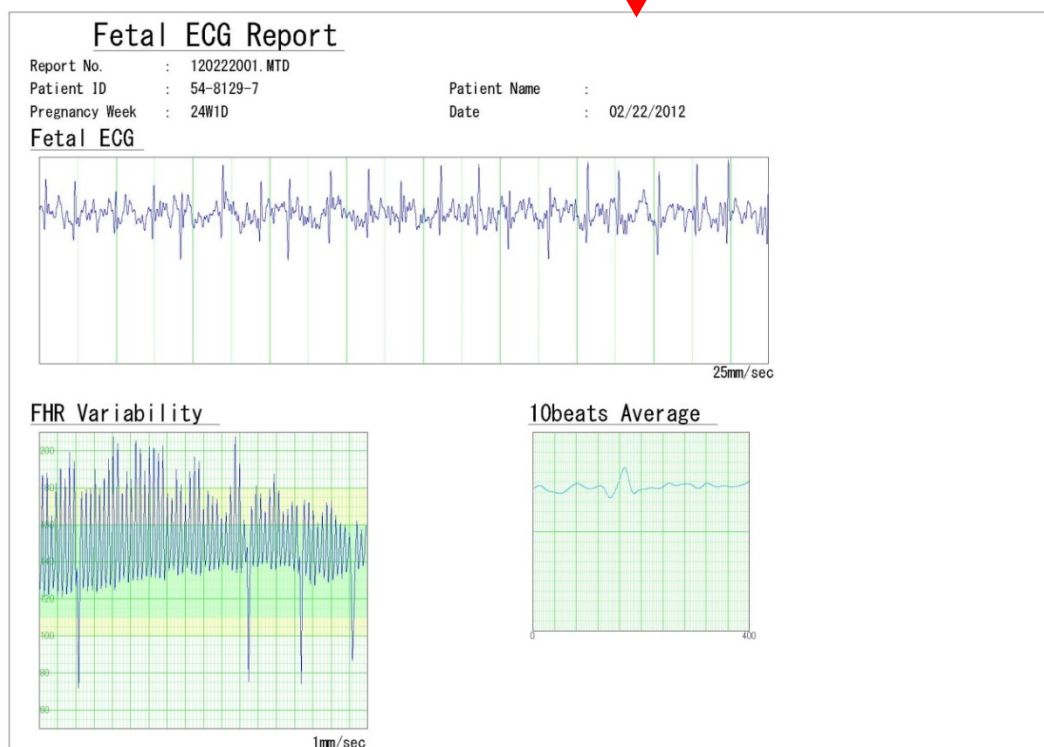 Fetal ECG Report
Report No. : 120222001.MTD
Patient ID : 54-8129-7 Patient Name :
Pregnancy Week : 24W1D Date : 02/22/2012
Fetal ECG
25mm/sec
FHR Variability 10beats Average
200
180
160
140
120
100
80
60
0 400
1mm/sec